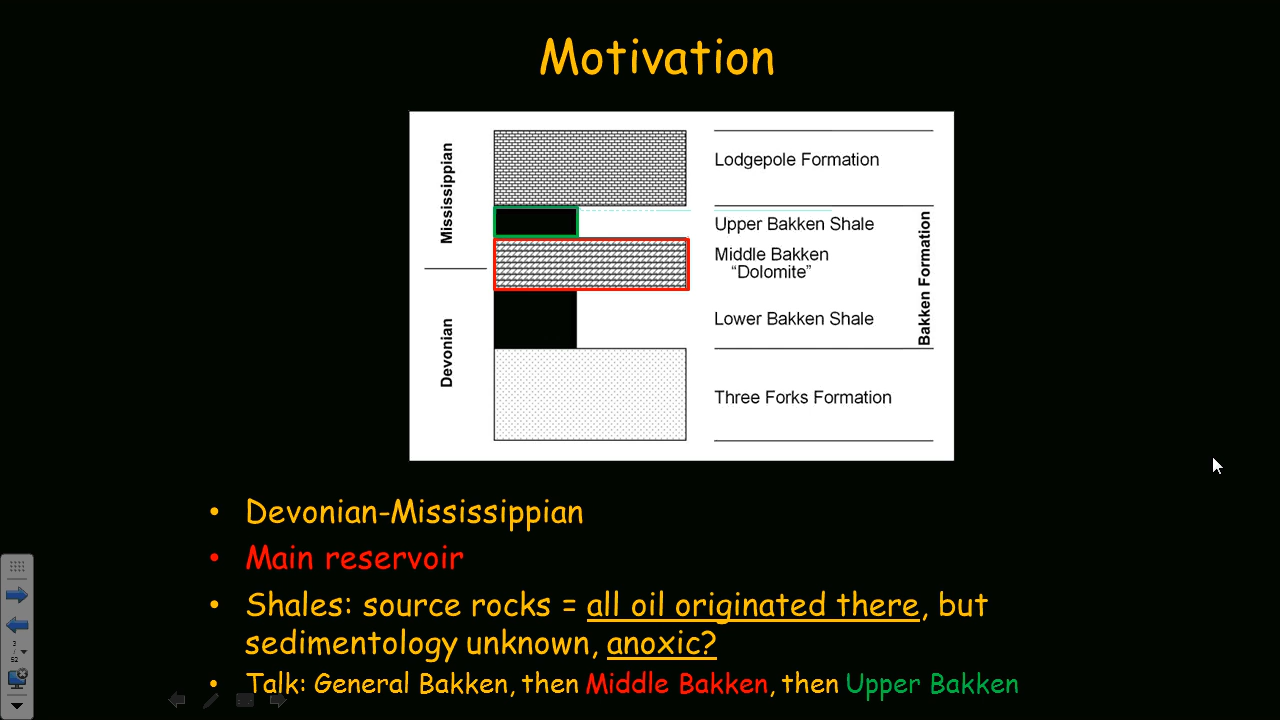 Motivation
Mississippian
Devonian
Lodgepole Formation
Upper Bakken Shale
Middle Bakken
“Dolomite”
Lower Bakken Shale
Three Forks Formation
Bakken Formation
• Devonian-Mississippian
• Main reservoir
• Shales: source rocks = all oil originated there, but
sedimentology unknown, anoxic?
• Talk: General Bakken, then Middle Bakken, then Upper Bakken
3
/
52